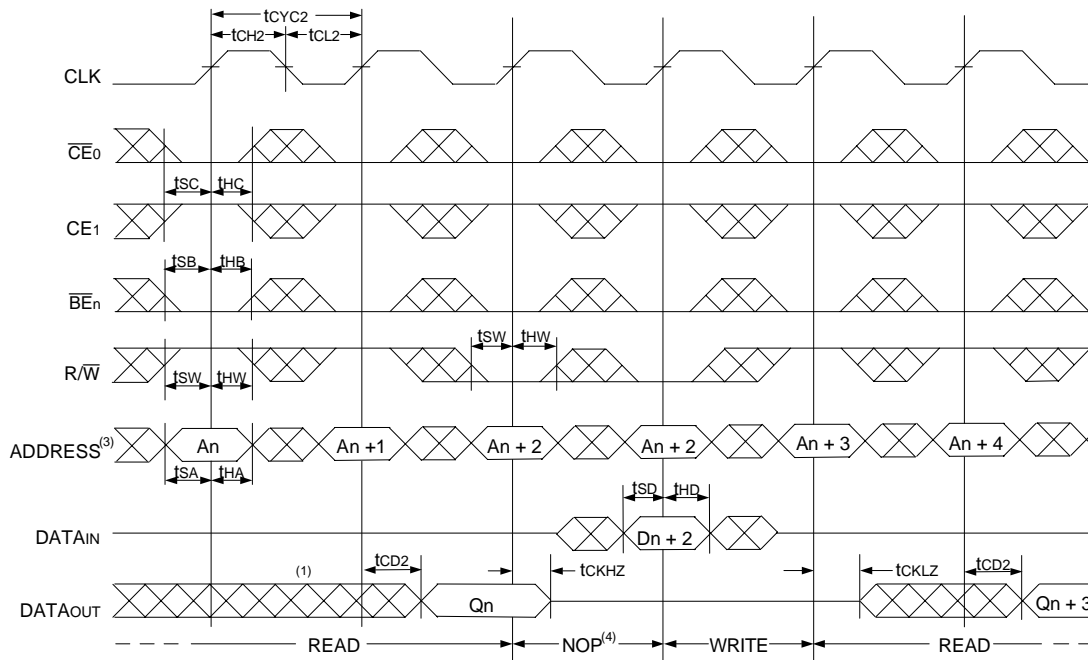 tCYC2
tCH2 tCL2
CLK
CE0
tSC tHC
CE1
tSB tHB
BEn
tSW tHW
R/W
tSW tHW
ADDRESS(3) An An +1 An + 2 An + 2 An + 3 An + 4
tSA tHA
tSD tHD
DATAIN Dn + 2
tCD2 tCKHZ tCKLZ tCD2
(1)
DATAOUT Qn Qn + 3
READ NOP(4) WRITE READ